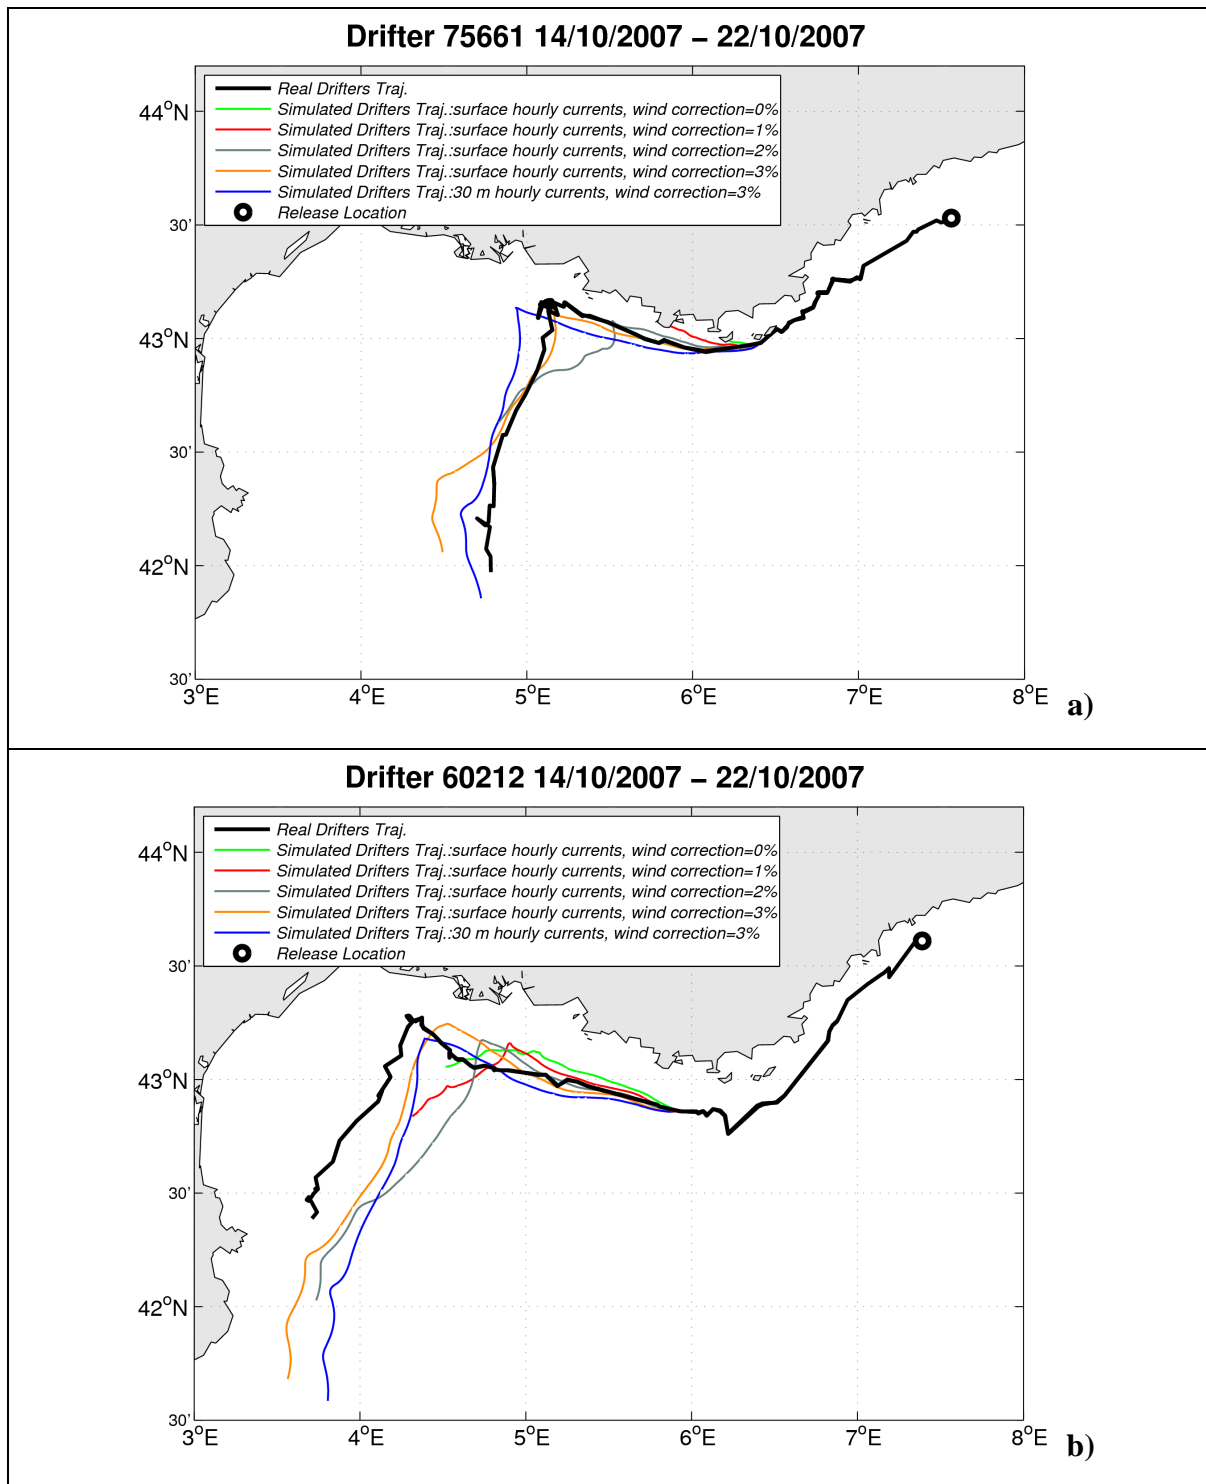 Drifter 75661 14/10/2007 – 22/10/2007
Real Drifters Traj.
Simulated Drifters Traj.:surface hourly currents, wind correction=0%
Simulated Drifters Traj.:surface hourly currents, wind correction=1%
Simulated Drifters Traj.:surface hourly currents, wind correction=2%
Simulated Drifters Traj.:surface hourly currents, wind correction=3%
Simulated Drifters Traj.:30 m hourly currents, wind correction=3%
Release Location
44°N
30'
43°N
30'
42°N
30'
3°E 4°E 5°E 6°E 7°E 8°E
a)
Drifter 60212 14/10/2007 – 22/10/2007
Real Drifters Traj.
Simulated Drifters Traj.:surface hourly currents, wind correction=0%
Simulated Drifters Traj.:surface hourly currents, wind correction=1%
Simulated Drifters Traj.:surface hourly currents, wind correction=2%
Simulated Drifters Traj.:surface hourly currents, wind correction=3%
Simulated Drifters Traj.:30 m hourly currents, wind correction=3%
Release Location
44°N
30'
43°N
30'
42°N
30'
3°E 4°E 5°E 6°E 7°E 8°E
b)